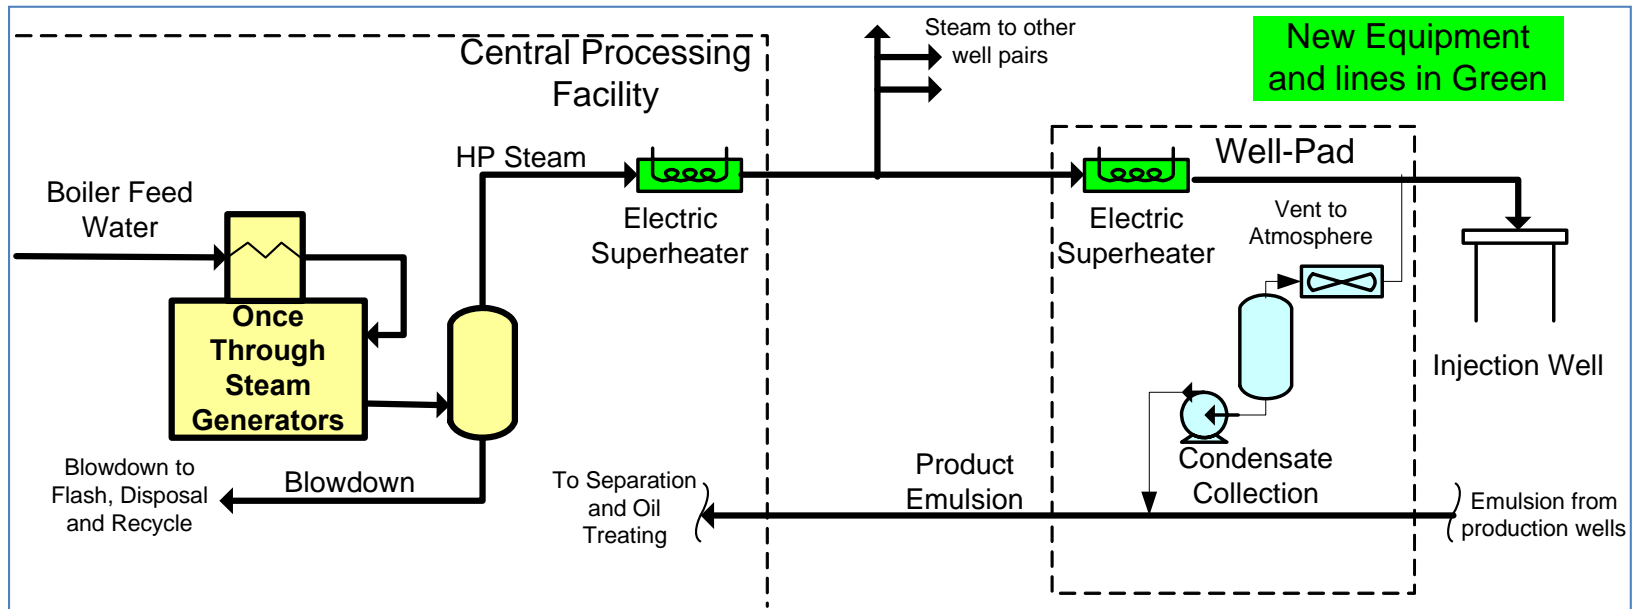 Steam to other
well pairs
New Equipment
and lines in Green
Central Processing
Facility
HP Steam
Well-Pad
Boiler Feed
Water
Electric
Superheater
Electric
Superheater
Vent to
Atmosphere
Once
Through
Steam
Generators
Injection Well
Blowdown to
Flash, Disposal
and Recycle
Blowdown
To Separation
and Oil
Treating
Product
Emulsion
Condensate
Collection
Emulsion from
production wells